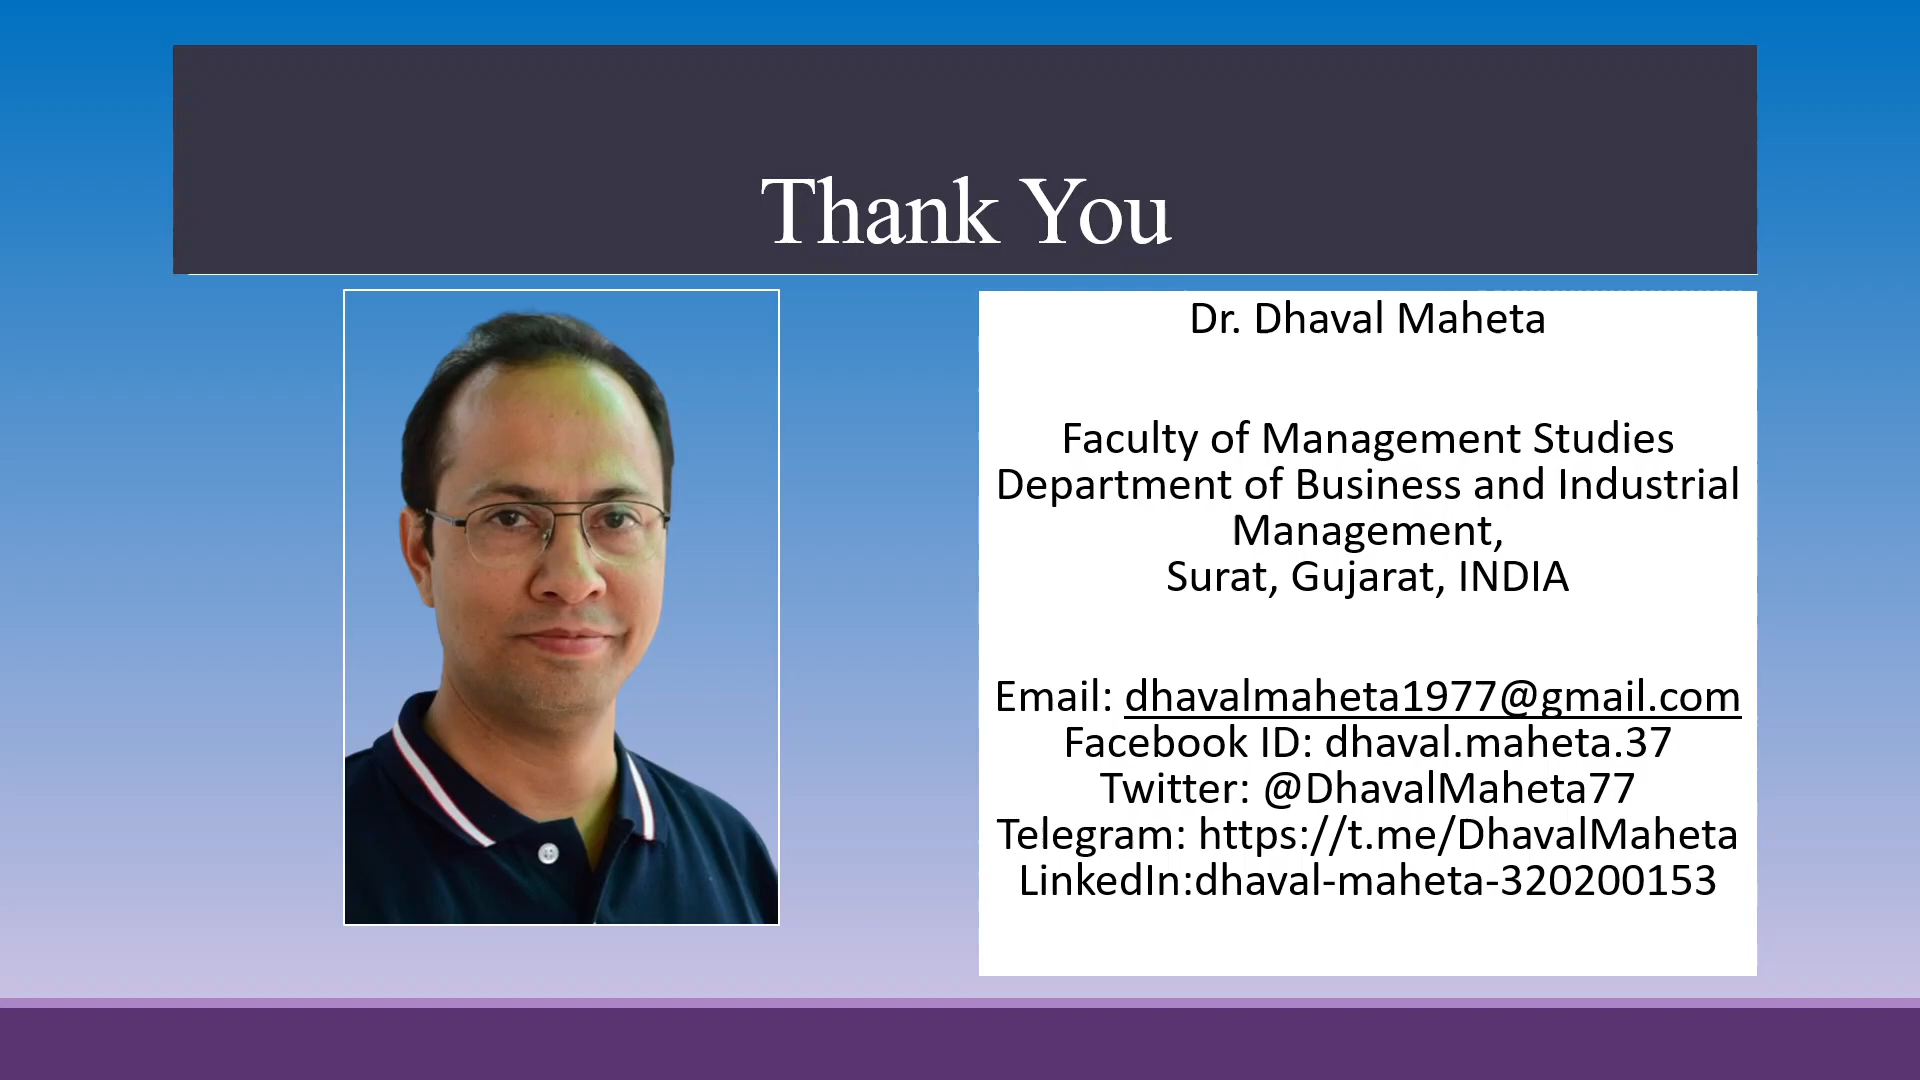 Thank You
Dr. Dhaval Maheta
Faculty of Management Studies
Department of Business and Industrial
Management,
Surat, Gujarat, INDIA
Email: dhavalmaheta1977@gmail.com
Facebook ID: dhaval.maheta.37
Twitter: @DhavalMaheta77
Telegram: https://t.me/DhavalMaheta
LinkedIn:dhaval-maheta-320200153